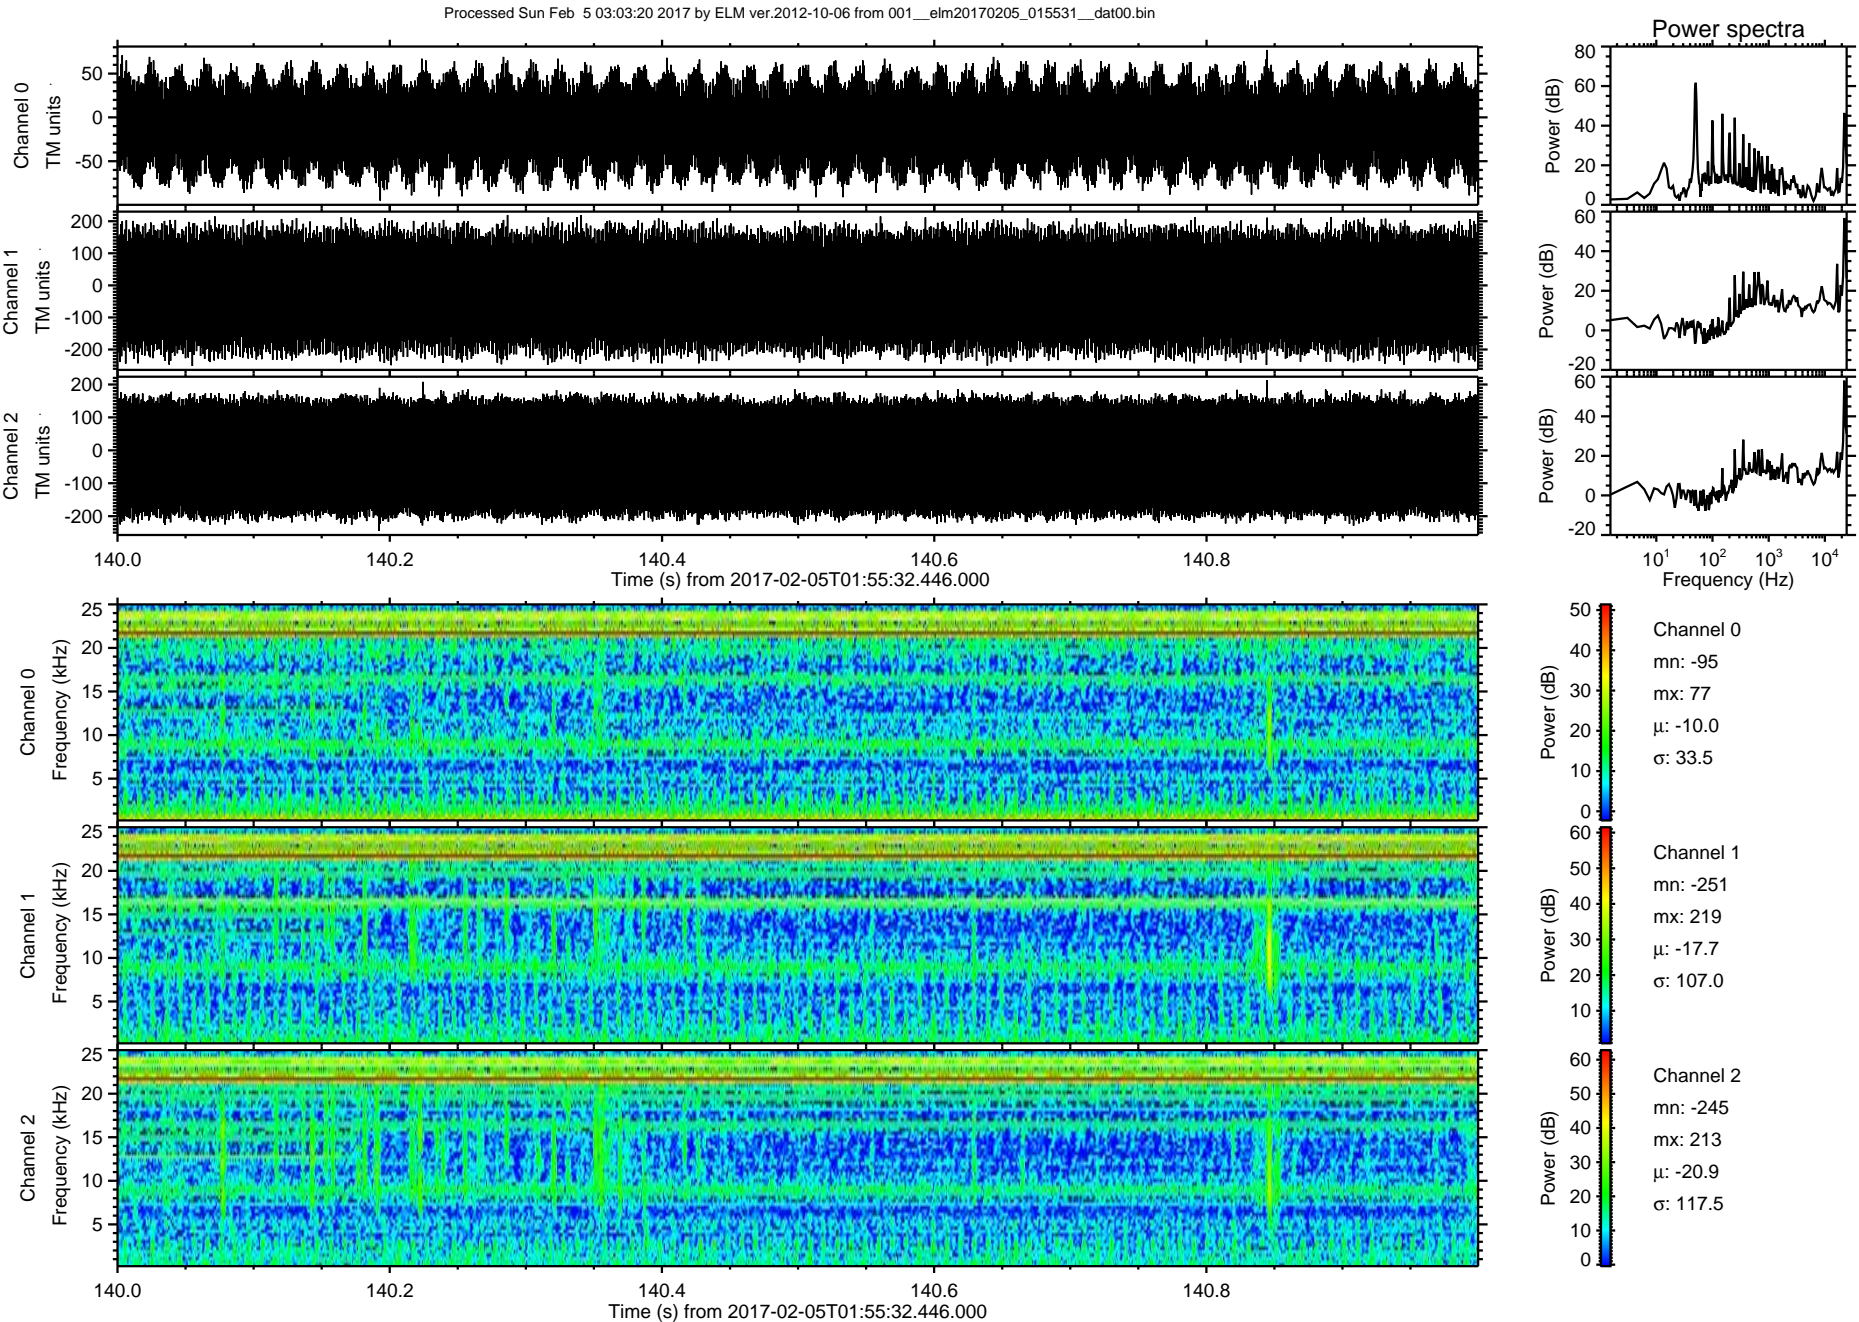 Processed Sun Feb  5 03:03:20 2017 by ELM ver.2012-10-06 from 001__elm20170205_015531__dat00.bin
Power spectra
Channel 0
TM units
50
0
-50
Power (dB)
80
60
40
20
0
Channel 1
TM units
200
100
0
-100
-200
Power (dB)
60
40
20
0
-20
Channel 2
TM units
200
100
0
-100
-200
Power (dB)
60
40
20
0
-20
140.0 140.2 140.4 140.6 140.8
Time (s) from 2017-02-05T01:55:32.446.000
10^1 10^2 10^3 10^4
Frequency (Hz)
Channel 0
Frequency (kHz)
25
20
15
10
5
Power (dB)
50
40
30
20
10
0
Channel 0
mn: -95
mx: 77
µ: -10.0
σ: 33.5
Channel 1
Frequency (kHz)
25
20
15
10
5
Power (dB)
60
50
40
30
20
10
Channel 1
mn: -251
mx: 219
µ: -17.7
σ: 107.0
Channel 2
Frequency (kHz)
25
20
15
10
5
Power (dB)
60
50
40
30
20
10
0
Channel 2
mn: -245
mx: 213
µ: -20.9
σ: 117.5
140.0 140.2 140.4 140.6 140.8
Time (s) from 2017-02-05T01:55:32.446.000